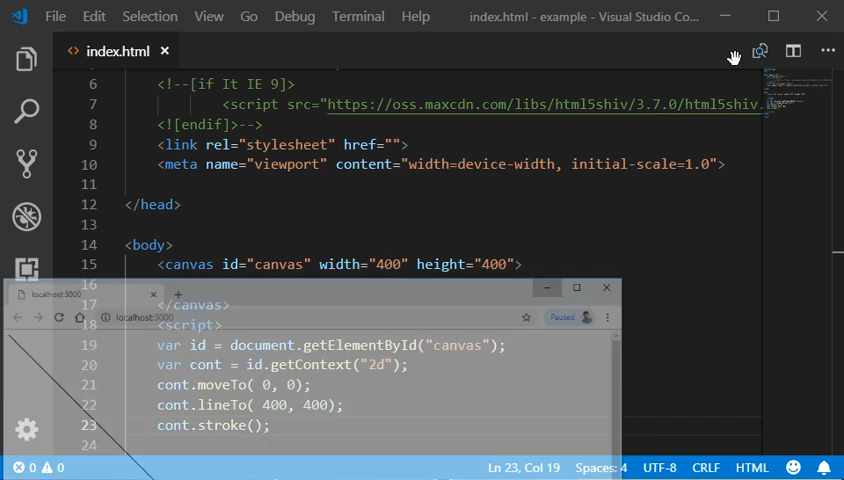 File Edit Selection View Go Debug Terminal Help index.html - example - Visual Studio Co...
<> index.html ×
6 <!--[if It IE 9]>
7 <script src="https://oss.maxcdn.com/libs/html5shiv/3.7.0/html5shiv.
8 <![endif]>-->
9 <link rel="stylesheet" href="">
10 <meta name="viewport" content="width=device-width, initial-scale=1.0">
11
12 </head>
13
14 <body>
15 <canvas id="canvas" width="400" height="400">
16
localhost:3000
17 </canvas>
localhost:3000 Paused
18 <script>
19 var id = document.getElementById("canvas");
20 var cont = id.getContext("2d");
21 cont.moveTo( 0, 0);
22 cont.lineTo( 400, 400);
23 cont.stroke();
24
0 0 Ln 23, Col 19 Spaces: 4 UTF-8 CRLF HTML